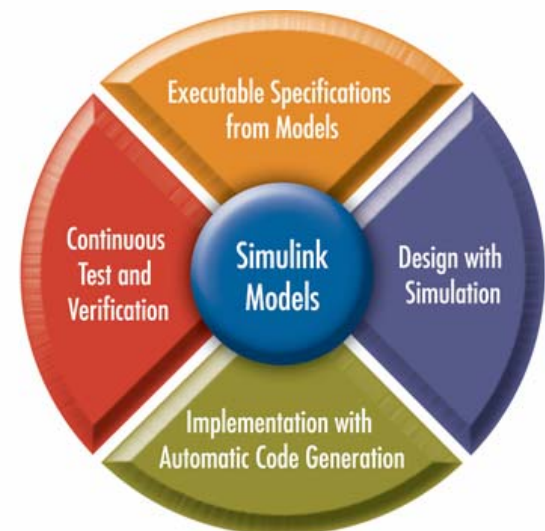 Executable Specifications
from Models
Continuous
Test and
Verification
Simulink
Models
Design with
Simulation
Implementation with
Automatic Code Generation